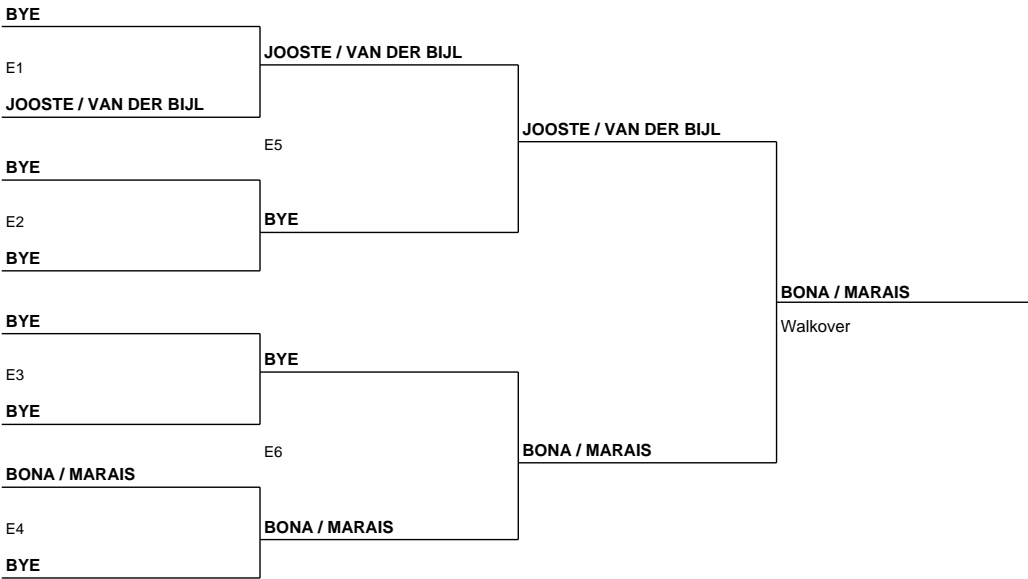 BYE
E1
JOOSTE / VAN DER BIJL
BYE
E2
BYE
BYE
E3
BYE
BONA / MARAIS
E4
BYE
JOOSTE / VAN DER BIJL
E5
BYE
BYE
E6
BONA / MARAIS
JOOSTE / VAN DER BIJL
BONA / MARAIS
BONA / MARAIS
Walkover